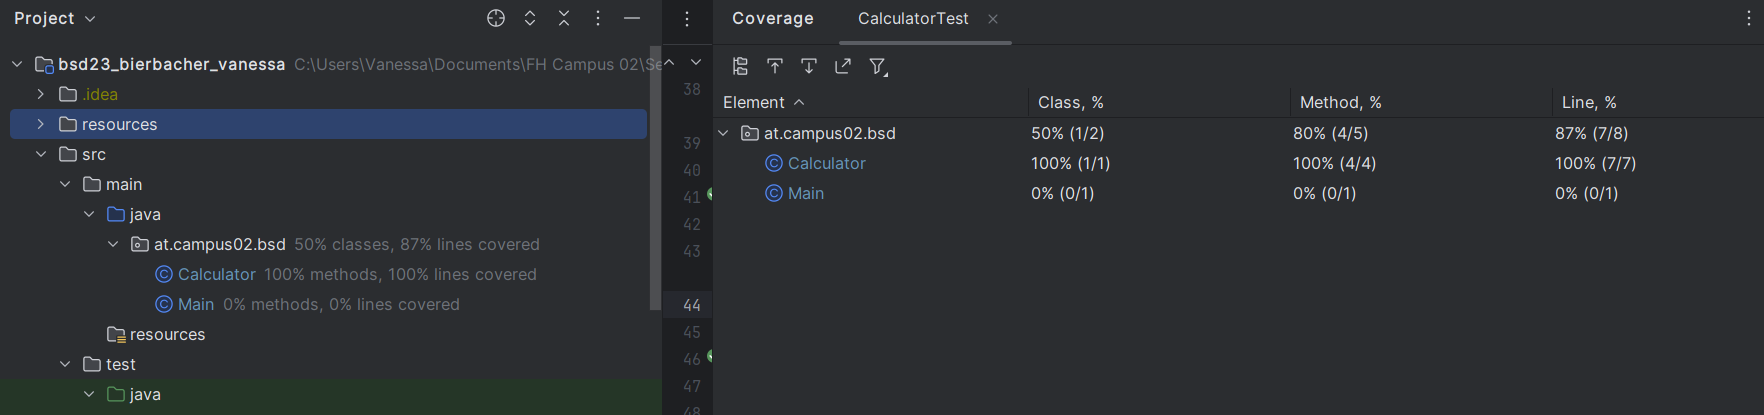 Project
bsd23_bierbacher_vanessa C:\Users\Vanessa\Documents\FH Campus 02\Se
.idea
resources
src
main
java
at.campus02.bsd 50% classes, 87% lines covered
Calculator 100% methods, 100% lines covered
Main 0% methods, 0% lines covered
resources
test
java
38
39
40
41
42
43
44
45
46
47
48
Coverage CalculatorTest
Element Class, % Method, % Line, %
at.campus02.bsd 50% (1/2) 80% (4/5) 87% (7/8)
Calculator 100% (1/1) 100% (4/4) 100% (7/7)
Main 0% (0/1) 0% (0/1) 0% (0/1)